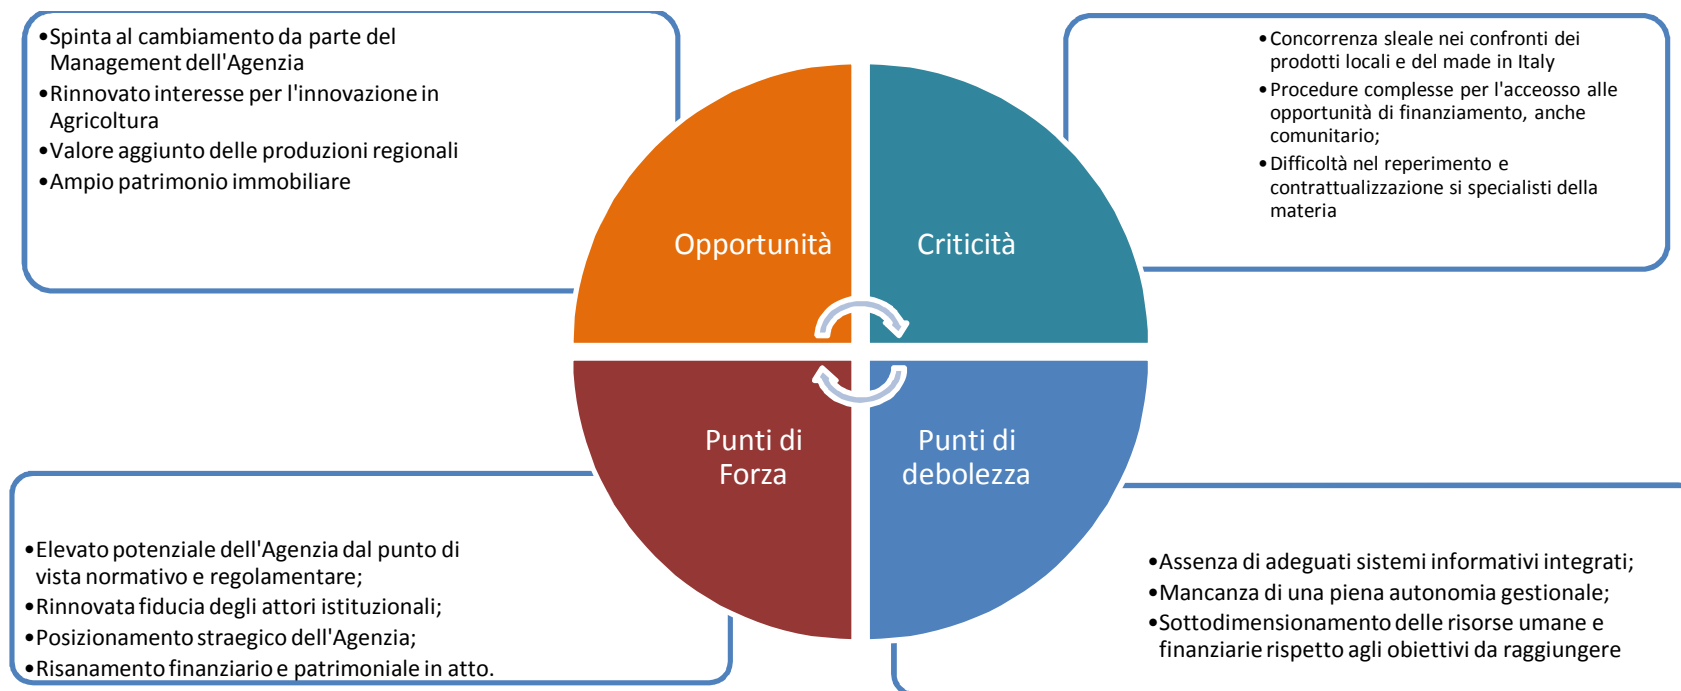 •Spinta al cambiamento da parte del
Management dell'Agenzia
•Rinnovato interesse per l'innovazione in
Agricoltura
•Valore aggiunto delle produzioni regionali
•Ampio patrimonio immobiliare
•Concorrenza sleale nei confronti dei
prodotti locali e del made in Italy
•Procedure complesse per l'acceosso alle
opportunità di finanziamento, anche
comunitario;
•Difficoltà nel reperimento e
contrattualizzazione si specialisti della
materia
Opportunità
Criticità
Punti di
Forza
Punti di
debolezza
•Elevato potenziale dell'Agenzia dal punto di
vista normativo e regolamentare;
•Rinnovata fiducia degli attori istituzionali;
•Posizionamento straegico dell'Agenzia;
•Risanamento finanziario e patrimoniale in atto.
•Assenza di adeguati sistemi informativi integrati;
•Mancanza di una piena autonomia gestionale;
•Sottodimensionamento delle risorse umane e
finanziarie rispetto agli obiettivi da raggiungere